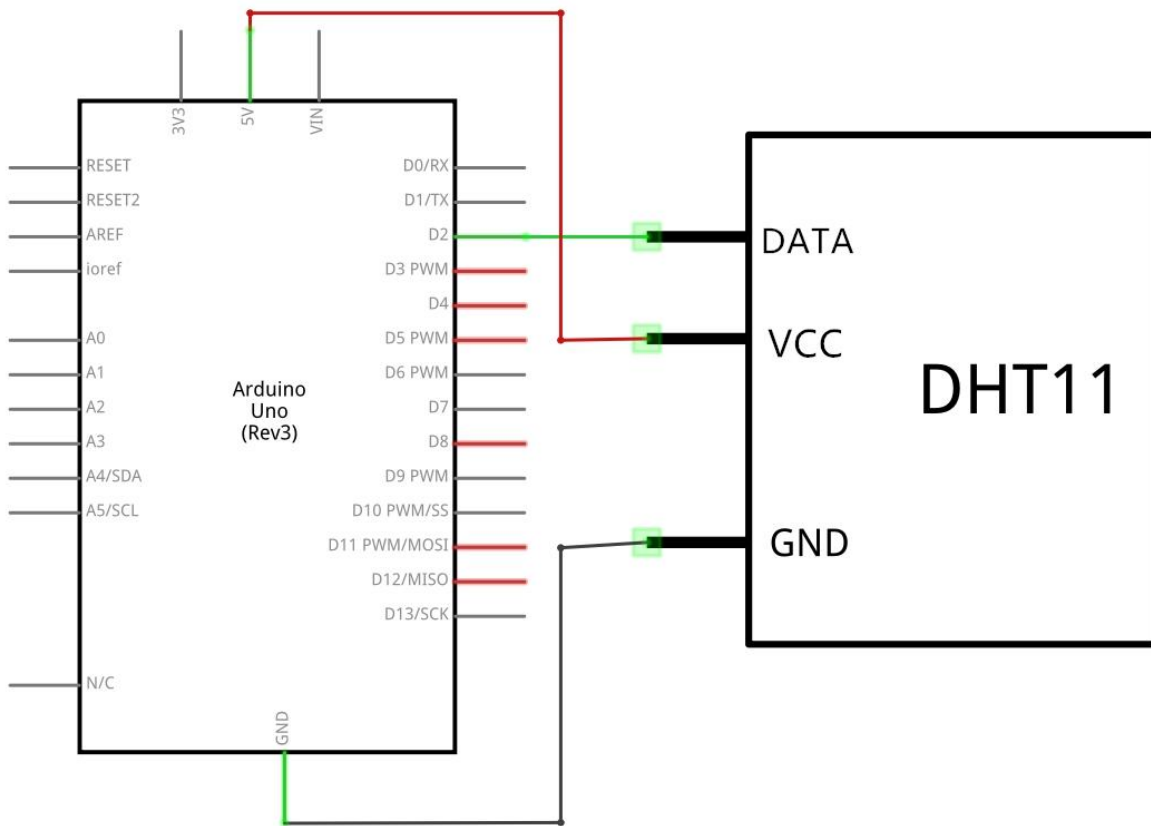 3V3
5V
VIN
RESET
RESET2
AREF
ioref
A0
A1
A2
A3
A4/SDA
A5/SCL
N/C
Arduino
Uno
(Rev3)
D0/RX
D1/TX
D2
D3 PWM
D4
D5 PWM
D6 PWM
D7
D8
D9 PWM
D10 PWM/SS
D11 PWM/MOSI
D12/MISO
D13/SCK
GND
DATA
VCC
DHT11
GND